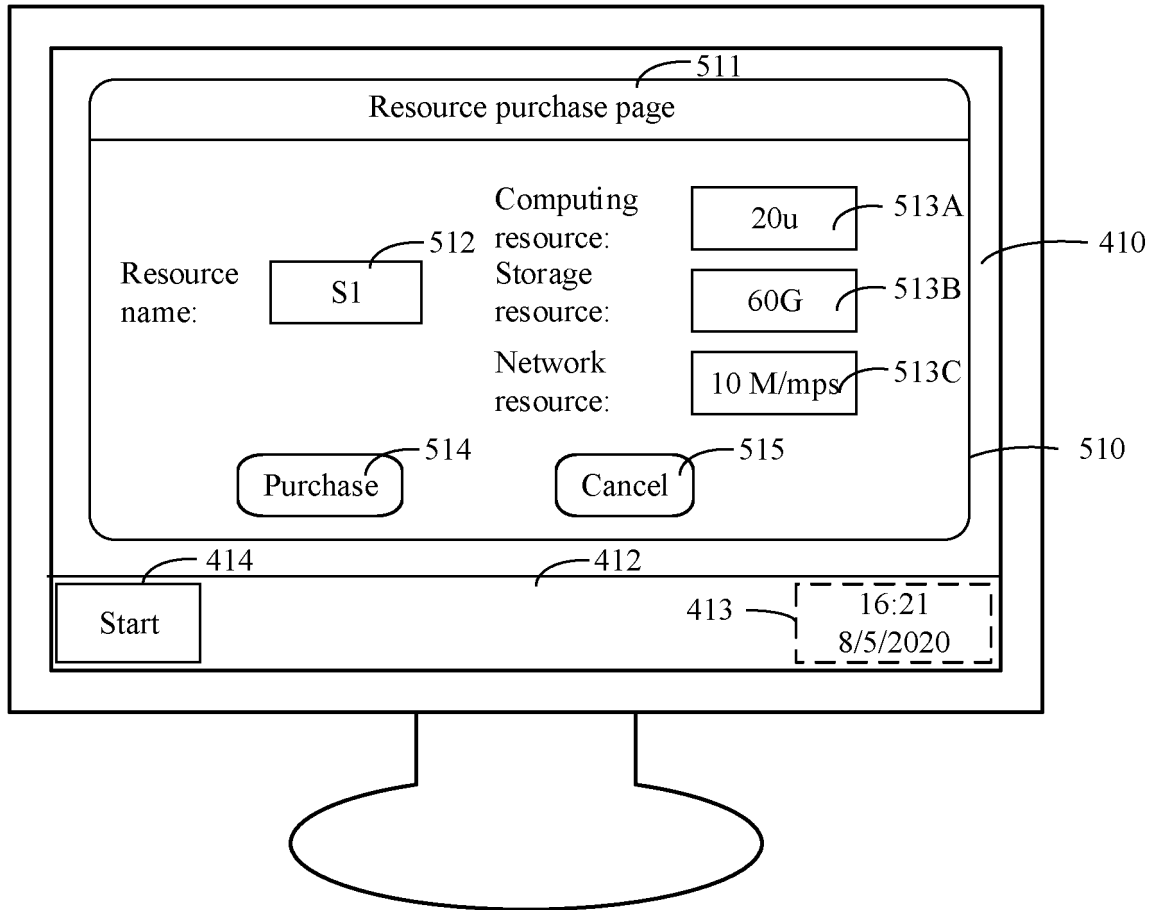 511
Resource purchase page
Computing
resource:
20u
513A
512
410
Resource
name:
S1
Storage
resource:
60G
513B
Network
resource:
10 M/mps
513C
514
515
510
Purchase
Cancel
414
412
Start
413
16:21
8/5/2020